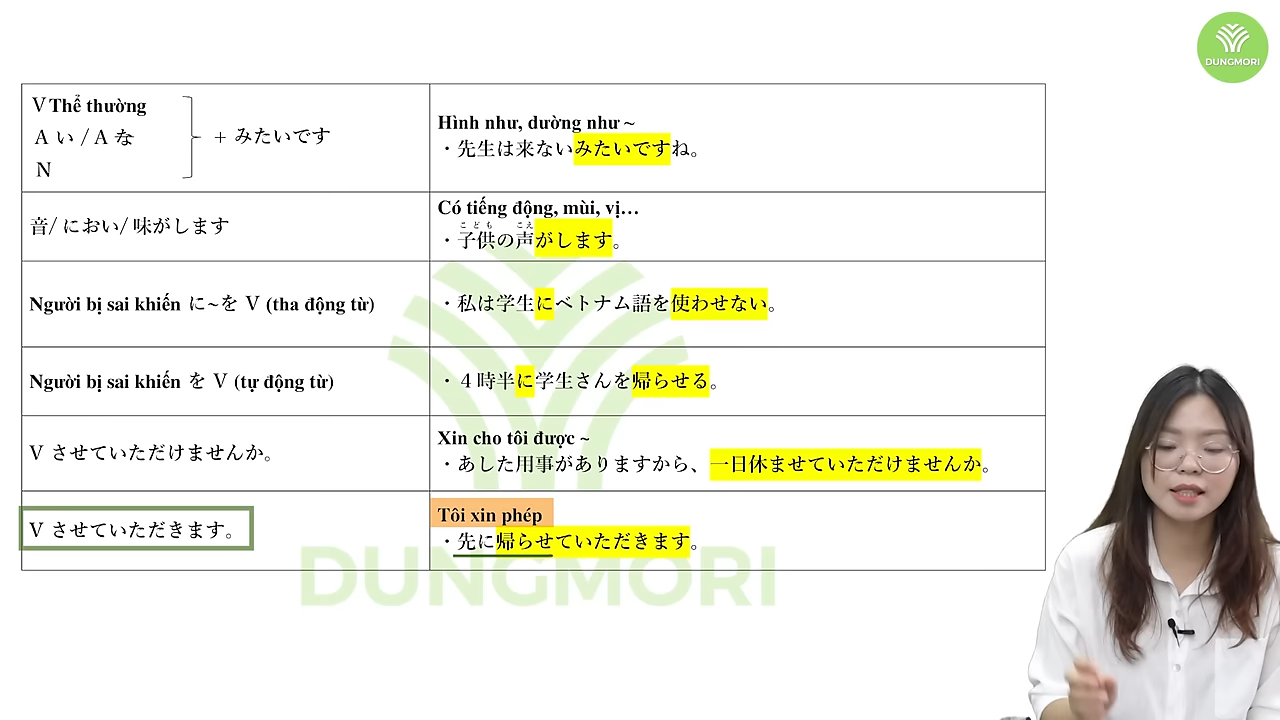 DUNGMORI
V Thể thường
A い / A な
N
+ みたいです
Hình như, dường như ~
・先生は来ないみたいですね。
音/ におい/ 味がします
Có tiếng động, mùi, vị...
こども こえ
・子供の声がします。
Người bị sai khiến に~を V (tha động từ)
・私は学生にベトナム語を使わせない。
Người bị sai khiến を V (tự động từ)
・４時半に学生さんを帰らせる。
V させていただけませんか。
Xin cho tôi được ~
・あした用事がありますから、一日休ませていただけませんか。
V させていただきます。
Tôi xin phép
・先に帰らせていただきます。
DUNGMORI